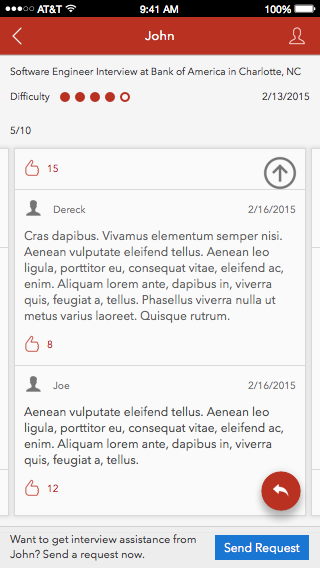 AT&T 9:41 AM 100%
John
Software Engineer Interview at Bank of America in Charlotte, NC
Difficulty 2/13/2015
5/10
15
Dereck 2/16/2015
Cras dapibus. Vivamus elementum semper nisi.
Aenean vulputate eleifend tellus. Aenean leo
ligula, porttitor eu, consequat vitae, eleifend ac,
enim. Aliquam lorem ante, dapibus in, viverra
quis, feugiat a, tellus. Phasellus viverra nulla ut
metus varius laoreet. Quisque rutrum.
8
Joe 2/16/2015
Aenean vulputate eleifend tellus. Aenean leo
ligula, porttitor eu, consequat vitae, eleifend ac,
enim. Aliquam lorem ante, dapibus in, viverra
quis, feugiat a, tellus.
12
Want to get interview assistance from
John? Send a request now.
Send Request